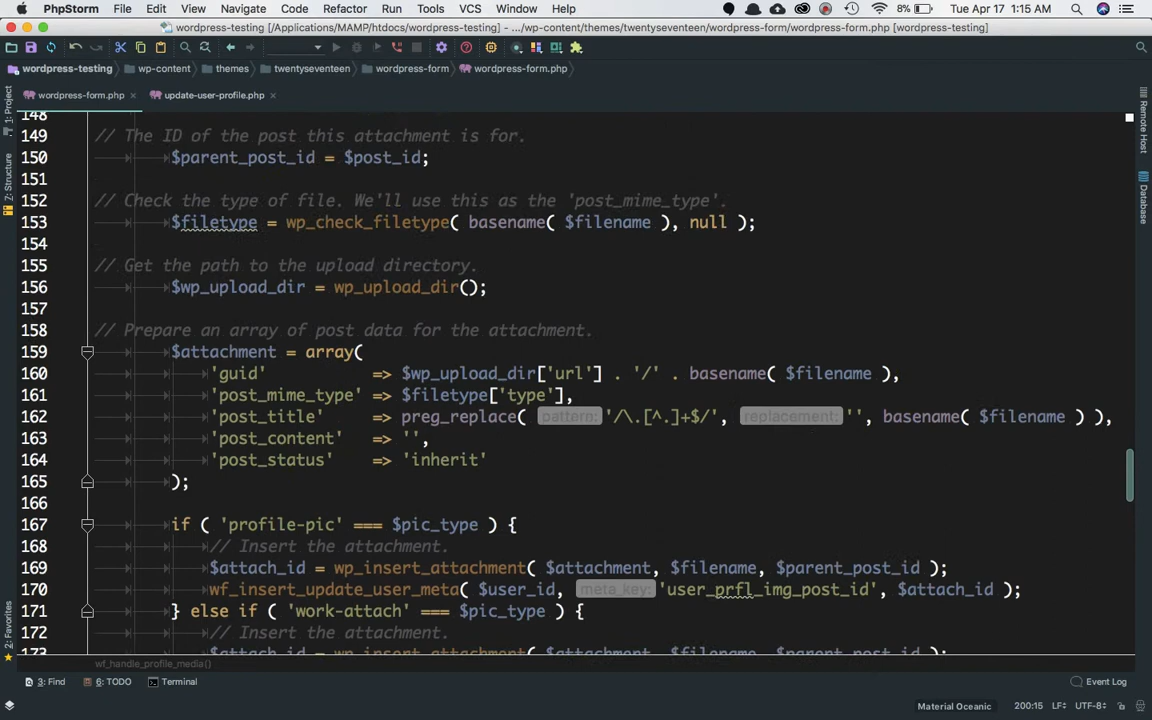 PhpStorm File Edit View Navigate Code Refactor Run Tools VCS Window Help 8% Tue Apr 17 1:15 AM
wordpress-testing [/Applications/MAMP/htdocs/wordpress-testing] - .../wp-content/themes/twentyseventeen/wordpress-form/wordpress-form.php [wordpress-testing]
wordpress-testing wp-content themes twentyseventeen wordpress-form wordpress-form.php
wordpress-form.php × update-user-profile.php ×
1: Project
Z: Structure
2: Favorites
Remote Host
Database
148
149 // The ID of the post this attachment is for.
150 $parent_post_id = $post_id;
151
152 // Check the type of file. We'll use this as the 'post_mime_type'.
153 $filetype = wp_check_filetype( basename( $filename ), null );
154
155 // Get the path to the upload directory.
156 $wp_upload_dir = wp_upload_dir();
157
158 // Prepare an array of post data for the attachment.
159 $attachment = array(
160 'guid' => $wp_upload_dir['url'] . '/' . basename( $filename ),
161 'post_mime_type' => $filetype['type'],
162 'post_title' => preg_replace( pattern: '/\.[^.]+$/', replacement: '', basename( $filename ) ),
163 'post_content' => '',
164 'post_status' => 'inherit'
165 );
166
167 if ( 'profile-pic' === $pic_type ) {
168 // Insert the attachment.
169 $attach_id = wp_insert_attachment( $attachment, $filename, $parent_post_id );
170 wf_insert_update_user_meta( $user_id, meta_key: 'user_prfl_img_post_id', $attach_id );
171 } else if ( 'work-attach' === $pic_type ) {
172 // Insert the attachment.
173 $attach_id = wp_insert_attachment( $attachment, $filename, $parent_post_id );
wf_handle_profile_media()
3: Find 6: TODO Terminal Event Log
Material Oceanic 200:15 LF÷ UTF-8÷